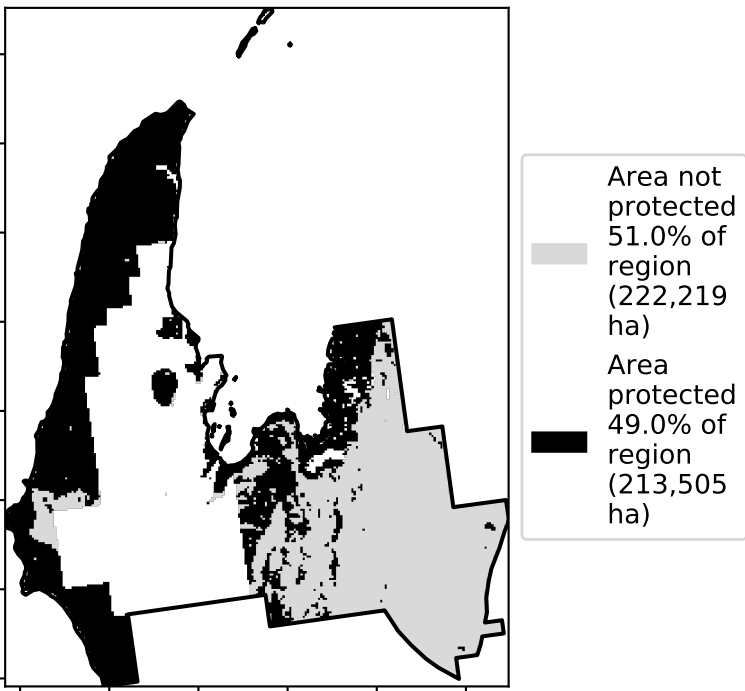 Area not
protected
51.0% of
region
(222,219
ha)
Area
protected
49.0% of
region
(213,505
ha)